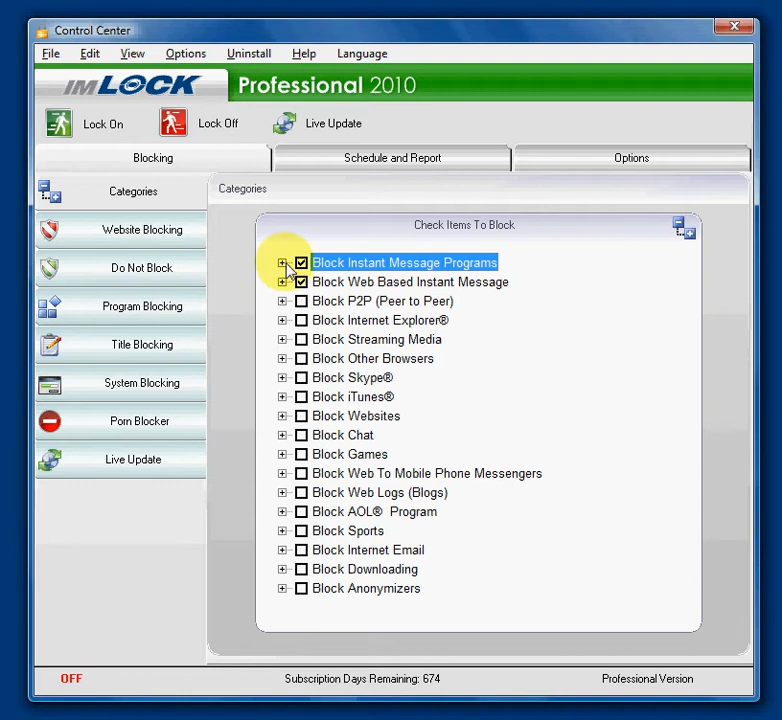 Control Center
File Edit View Options Uninstall Help Language
IMLOCK Professional 2010
Lock On Lock Off Live Update
Blocking Schedule and Report Options
Categories
Website Blocking
Do Not Block
Program Blocking
Title Blocking
System Blocking
Porn Blocker
Live Update
Categories
Check Items To Block
Block Instant Message Programs
Block Web Based Instant Message
Block P2P (Peer to Peer)
Block Internet Explorer®
Block Streaming Media
Block Other Browsers
Block Skype®
Block iTunes®
Block Websites
Block Chat
Block Games
Block Web To Mobile Phone Messengers
Block Web Logs (Blogs)
Block AOL® Program
Block Sports
Block Internet Email
Block Downloading
Block Anonymizers
OFF Subscription Days Remaining: 674 Professional Version